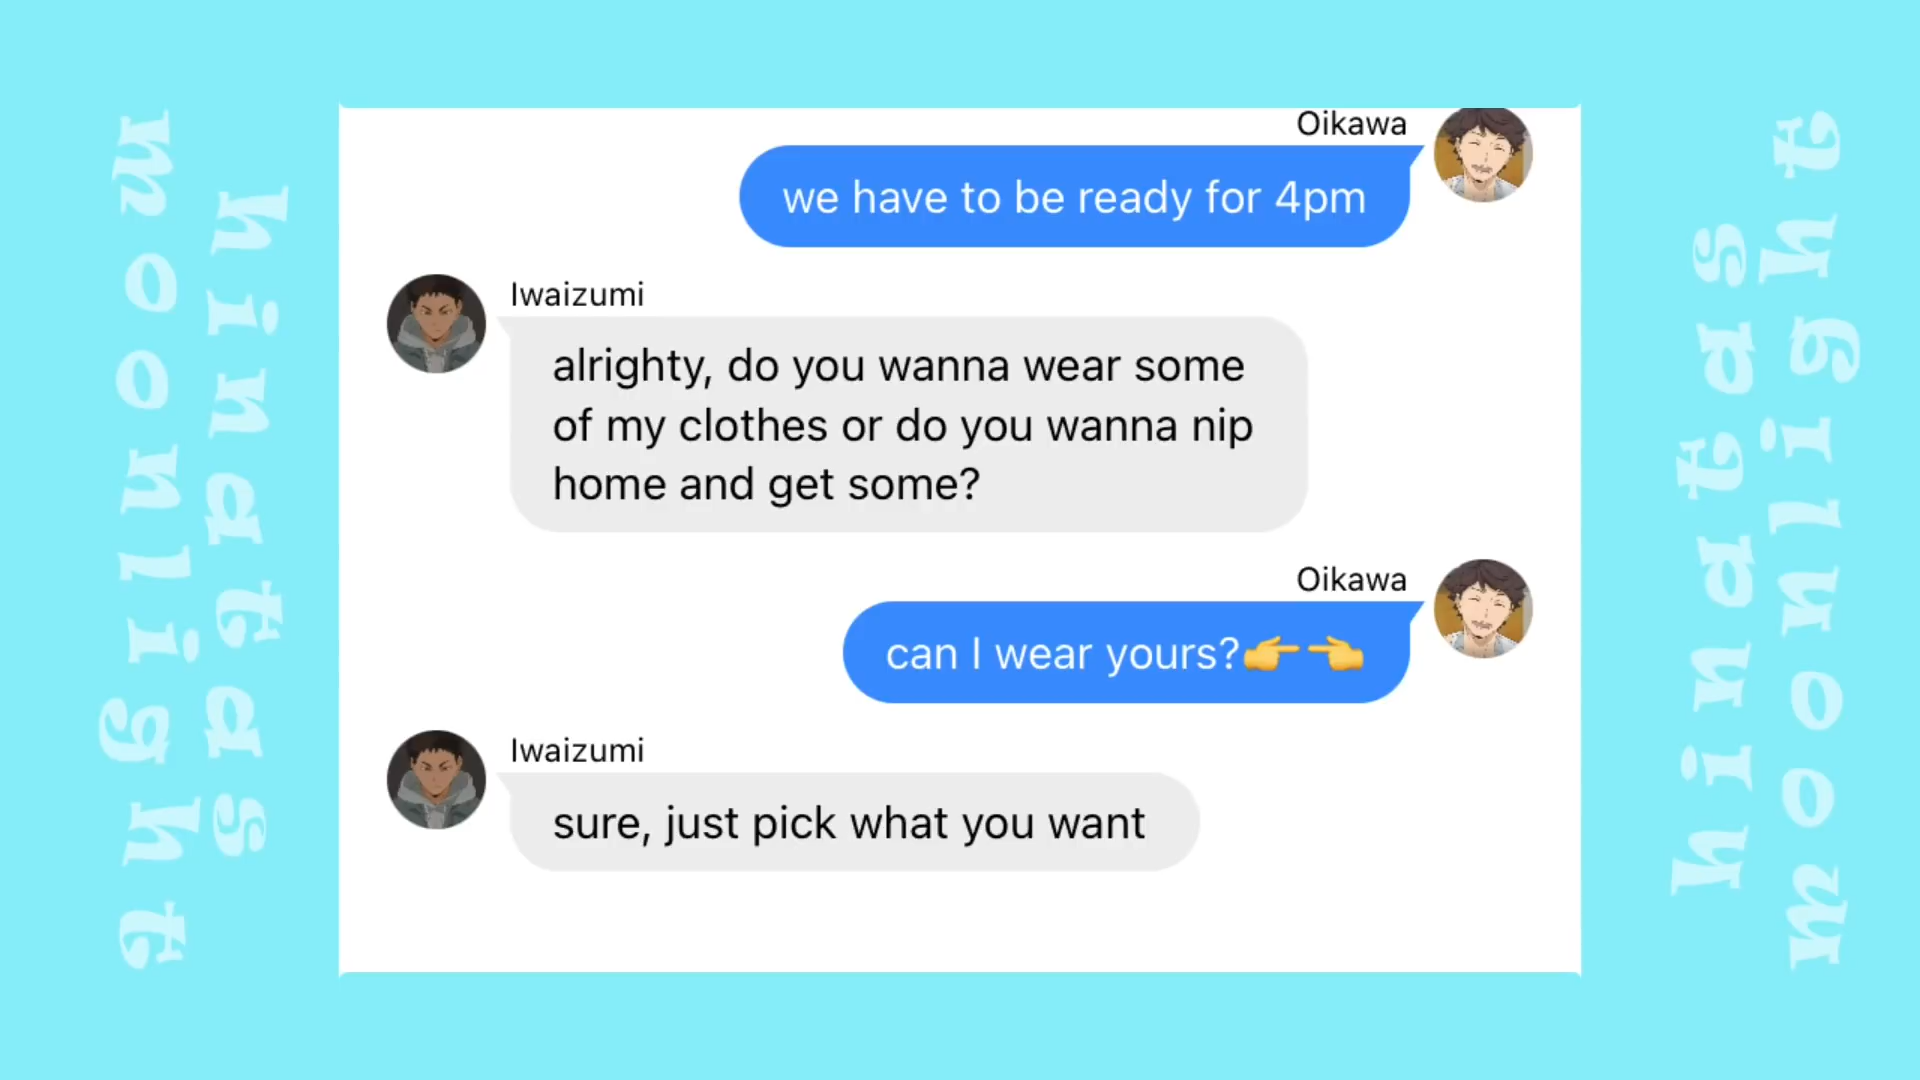 moonlight
hinatas
Oikawa
we have to be ready for 4pm
Iwaizumi
alrighty, do you wanna wear some
of my clothes or do you wanna nip
home and get some?
Oikawa
can I wear yours?👉👈
Iwaizumi
sure, just pick what you want
hinatas
moonlight